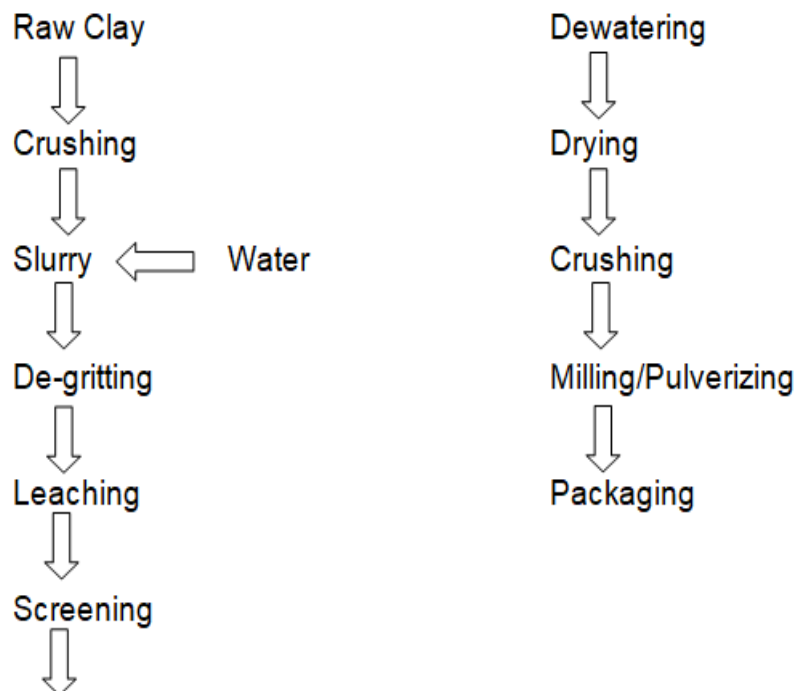 Raw Clay
Crushing
Slurry
Water
De-gritting
Leaching
Screening
Dewatering
Drying
Crushing
Milling/Pulverizing
Packaging